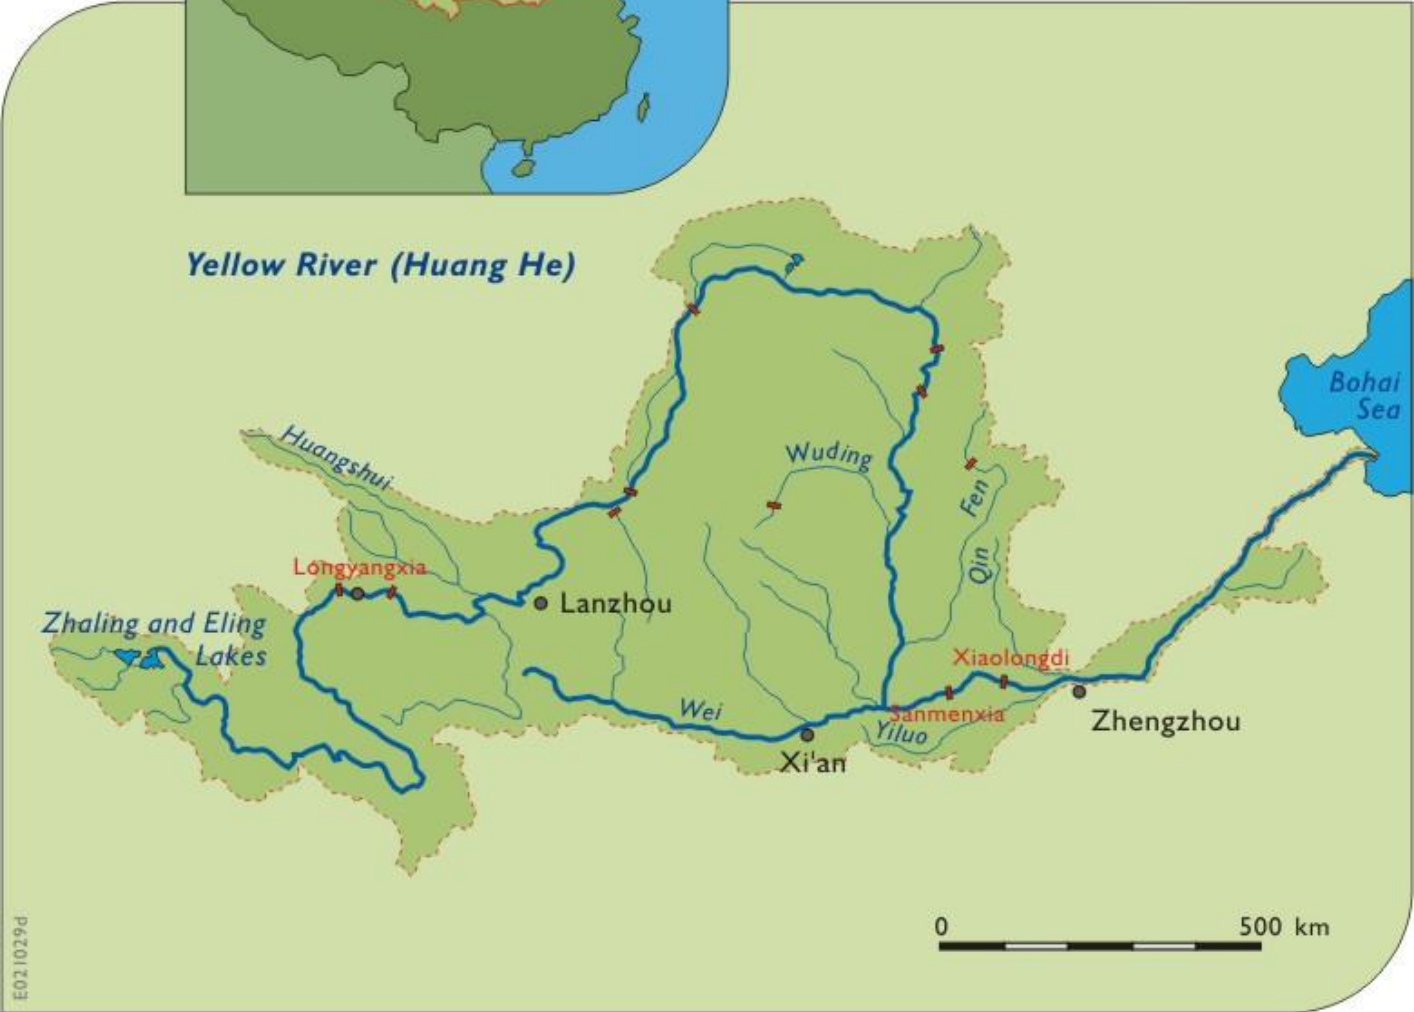 Yellow River (Huang He)
Bohai
Sea
Huangshui
Wuding
Fen
Qin
Longyangxia
Lanzhou
Zhaling and Eling
Lakes
Xiaolongdi
Wei
Sanmenxia
Yiluo
Zhengzhou
Xi'an
0 500 km
E021029d